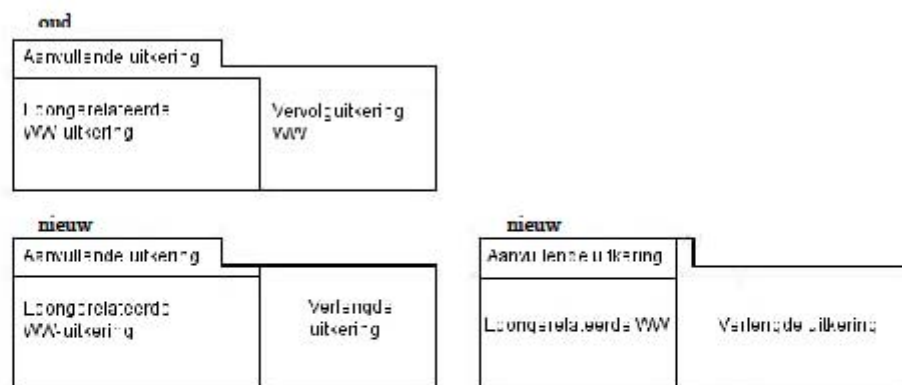 oud
Aanvullende uitkering
Loongerelateerde
WW-uitkering
Vervolguitkering
WW
nieuw
Aanvullende uitkering
Loongerelateerde
WW-uitkering
Verlengde
uitkering
nieuw
Aanvullende uitkering
Loongerelateerde WW
Verlengde uitkering